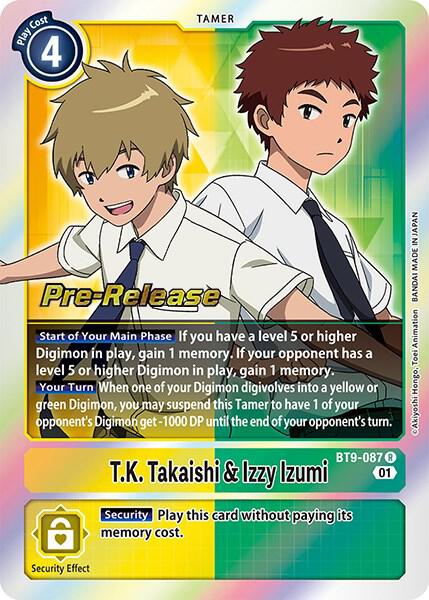 Play Cost
4
TAMER
Pre-Release
Start of Your Main Phase If you have a level 5 or higher
Digimon in play, gain 1 memory. If your opponent has a
level 5 or higher Digimon in play, gain 1 memory.
Your Turn When one of your Digimon digivolves into a yellow or
green Digimon, you may suspend this Tamer to have 1 of your
opponent's Digimon get -1000 DP until the end of your opponent's turn.
©Akiyoshi Hongo, Toei Animation BANDAI MADE IN JAPAN
T.K. Takaishi & Izzy Izumi
BT9-087 R
01
Security Play this card without paying its
memory cost.
Security Effect